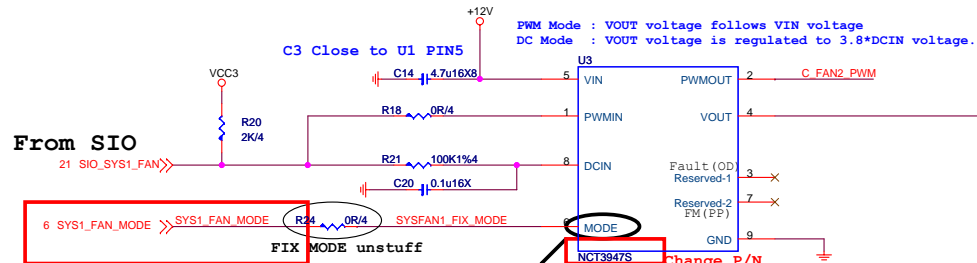 +12V
PWM Mode : VOUT voltage follows VIN voltage
DC Mode : VOUT voltage is regulated to 3.8*DCIN voltage.
C3 Close to U1 PIN5
U3
VCC3
C14 4.7u16X8
5 VIN
PWMOUT 2 C_FAN2_PWM
R18 0R/4
1 PWMIN
VOUT 4
R20
2K/4
From SIO
21 SIO_SYS1_FAN
R21 100K1%4
8 DCIN
Fault(OD)
Reserved-1 3
C20 0.1u16X
Reserved-2 7
FM(PP)
6 SYS1_FAN_MODE
SYS1_FAN_MODE
R24 0R/4
SYSFAN1_FIX_MODE
MODE
FIX MODE unstuff
GND 9
NCT3947S
Change P/N